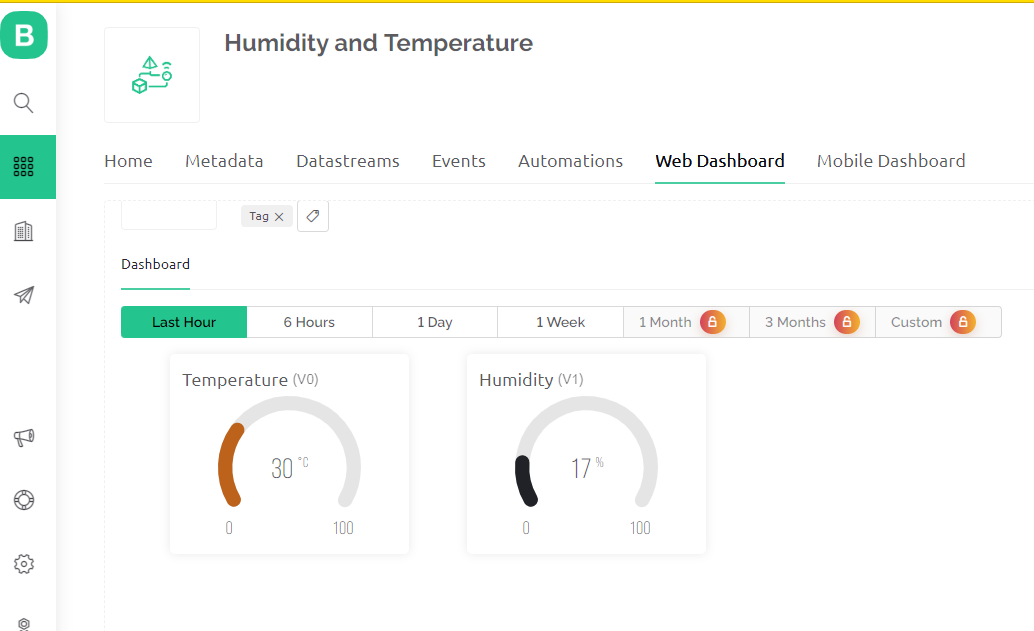 B
Humidity and Temperature
Home Metadata Datastreams Events Automations Web Dashboard Mobile Dashboard
Tag
Dashboard
Last Hour 6 Hours 1 Day 1 Week 1 Month 3 Months Custom
Temperature (V0)
30 °C
0 100
Humidity (V1)
17 %
0 100